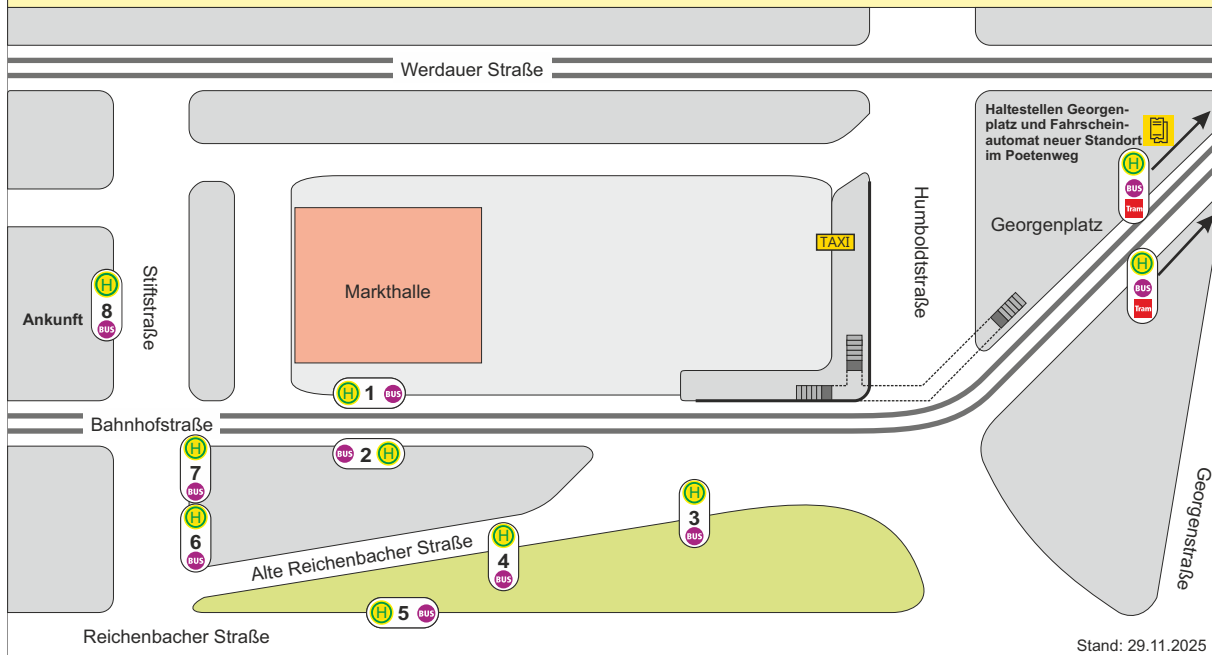 Werdauer Straße
Haltestellen Georgen-
platz und Fahrschein-
automat neuer Standort
im Poetenweg
H
BUS
Tram
Georgenplatz
H
BUS
Tram
Humboldtstraße
TAXI
Markthalle
Stiftstraße
Ankunft
H
8
BUS
H 1 BUS
Bahnhofstraße
BUS 2 H
H
7
BUS
H
6
BUS
H
3
BUS
H
4
BUS
Alte Reichenbacher Straße
H 5 BUS
Georgenstraße
Reichenbacher Straße
Stand: 29.11.2025